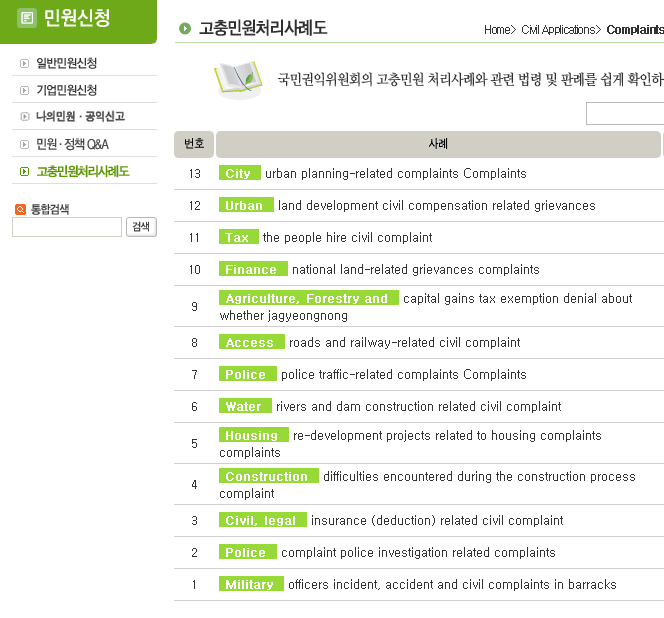 민원신청
일반민원신청
기업민원신청
나의민원 · 공익신고
민원 · 정책 Q&A
고충민원처리사례도
통합검색
검색
고충민원처리사례도
Home> Civil Applications> Complaints
국민권익위원회의 고충민원 처리사례와 관련 법령 및 판례를 쉽게 확인하
번호 사례
13 City urban planning-related complaints Complaints
12 Urban land development civil compensation related grievances
11 Tax the people hire civil complaint
10 Finance national land-related grievances complaints
9 Agriculture, Forestry and capital gains tax exemption denial about
whether jagyeongnong
8 Access roads and railway-related civil complaint
7 Police police traffic-related complaints Complaints
6 Water rivers and dam construction related civil complaint
5 Housing re-development projects related to housing complaints
complaints
4 Construction difficulties encountered during the construction process
complaint
3 Civil, legal insurance (deduction) related civil complaint
2 Police complaint police investigation related complaints
1 Military officers incident, accident and civil complaints in barracks